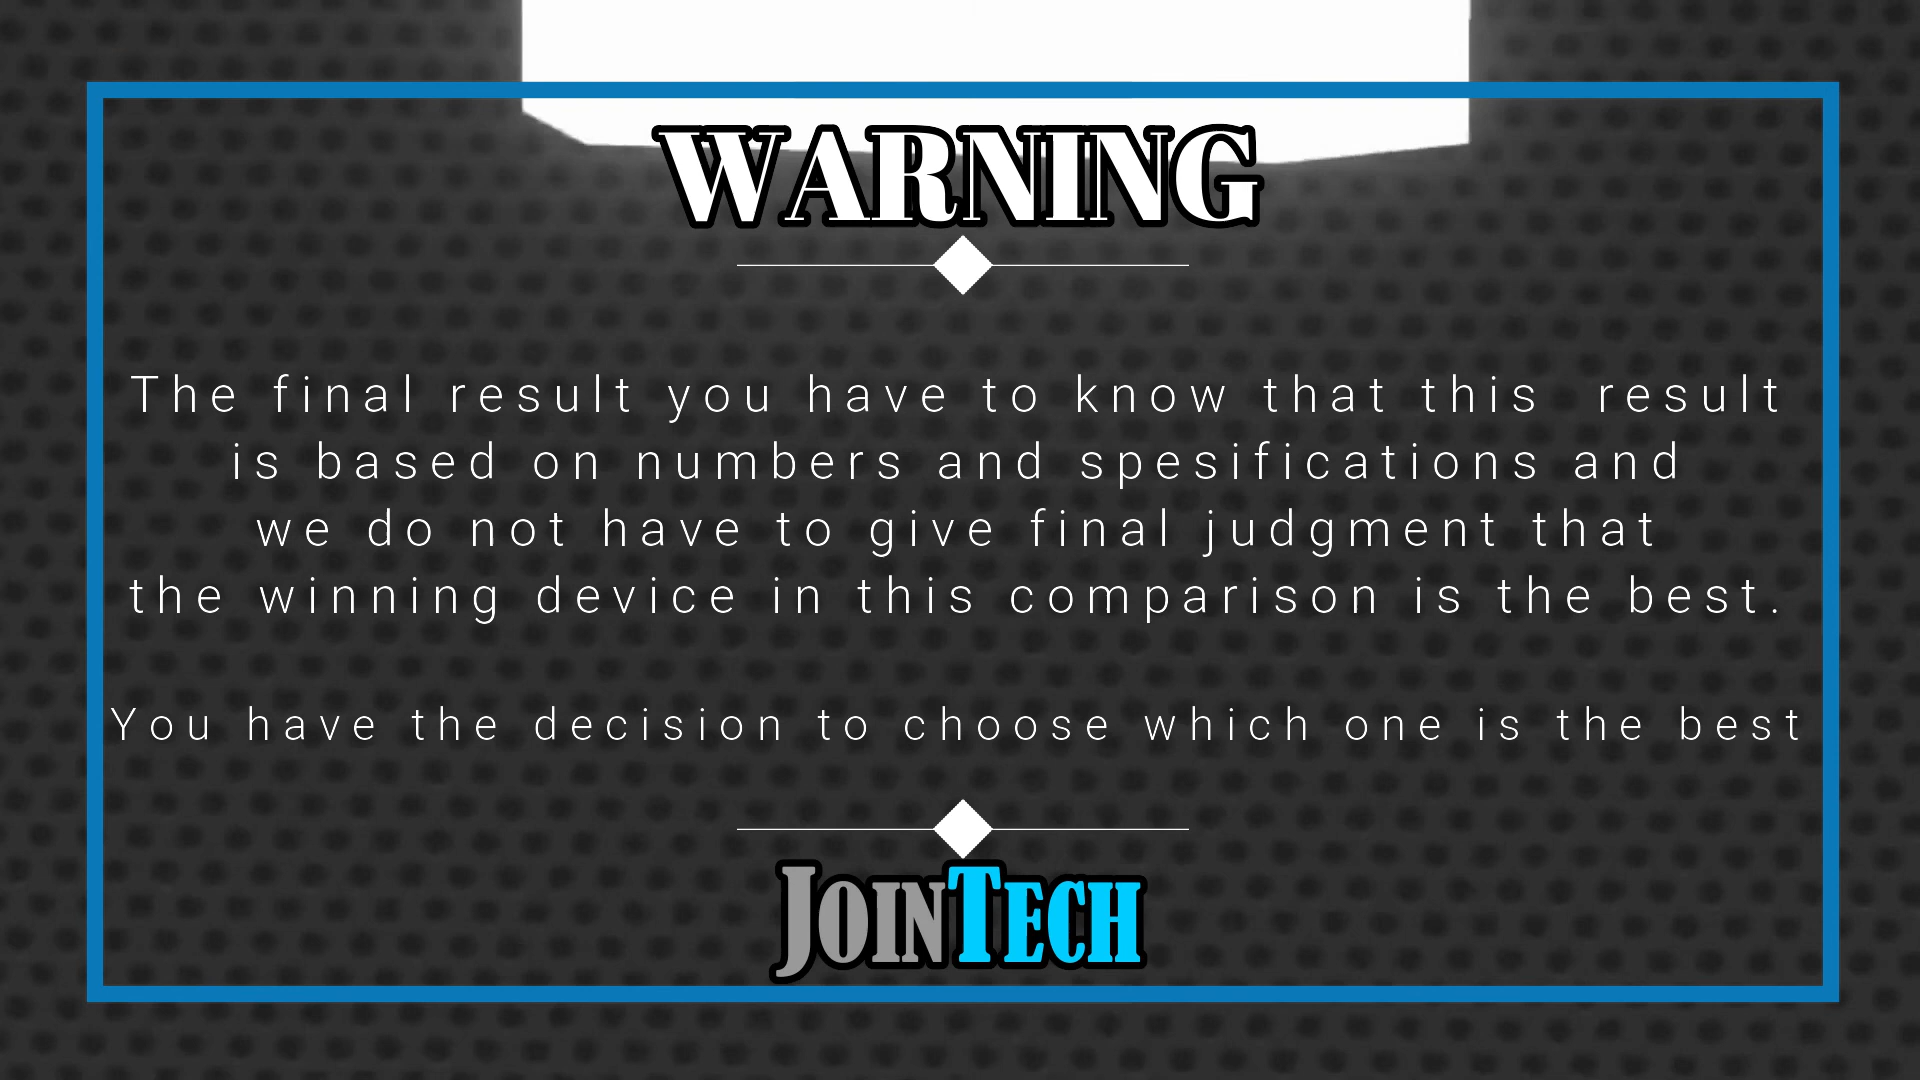 WARNING
The final result you have to know that this result
is based on numbers and spesifications and
we do not have to give final judgment that
the winning device in this comparison is the best.
You have the decision to choose which one is the best
JOINTECH